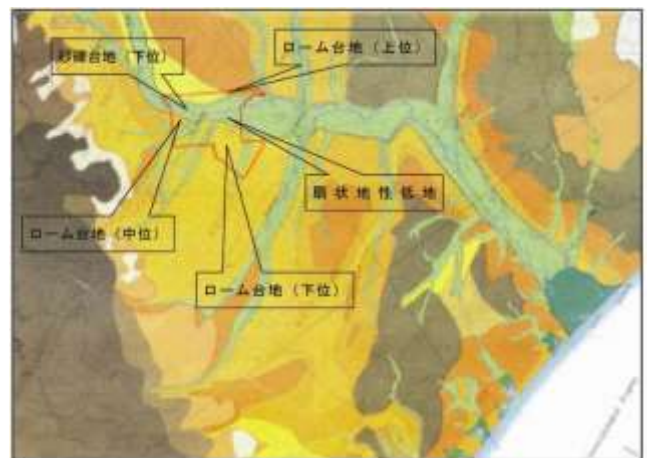 ローム台地（上位）
砂礫台地（下位）
扇状地性低地
ローム台地（中位）
ローム台地（下位）